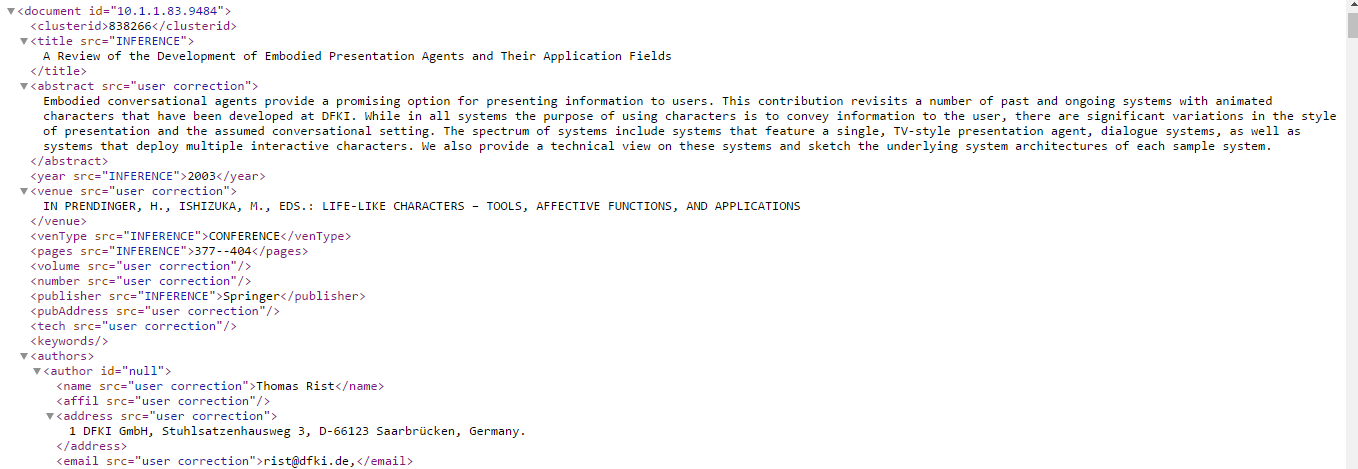 ▼<document id="10.1.1.83.9484">
<clusterid>838266</clusterid>
▼<title src="INFERENCE">
A Review of the Development of Embodied Presentation Agents and Their Application Fields
</title>
▼<abstract src="user correction">
Embodied conversational agents provide a promising option for presenting information to users. This contribution revisits a number of past and ongoing systems with animated
characters that have been developed at DFKI. While in all systems the purpose of using characters is to convey information to the user, there are significant variations in the style
of presentation and the assumed conversational setting. The spectrum of systems include systems that feature a single, TV-style presentation agent, dialogue systems, as well as
systems that deploy multiple interactive characters. We also provide a technical view on these systems and sketch the underlying system architectures of each sample system.
</abstract>
<year src="INFERENCE">2003</year>
▼<venue src="user correction">
IN PRENDINGER, H., ISHIZUKA, M., EDS.: LIFE-LIKE CHARACTERS – TOOLS, AFFECTIVE FUNCTIONS, AND APPLICATIONS
</venue>
<venType src="INFERENCE">CONFERENCE</venType>
<pages src="INFERENCE">377--404</pages>
<volume src="user correction"/>
<number src="user correction"/>
<publisher src="INFERENCE">Springer</publisher>
<pubAddress src="user correction"/>
<tech src="user correction"/>
<keywords/>
▼<authors>
▼<author id="null">
<name src="user correction">Thomas Rist</name>
<affil src="user correction"/>
▼<address src="user correction">
1 DFKI GmbH, Stuhlsatzenhausweg 3, D-66123 Saarbrücken, Germany.
</address>
<email src="user correction">rist@dfki.de,</email>